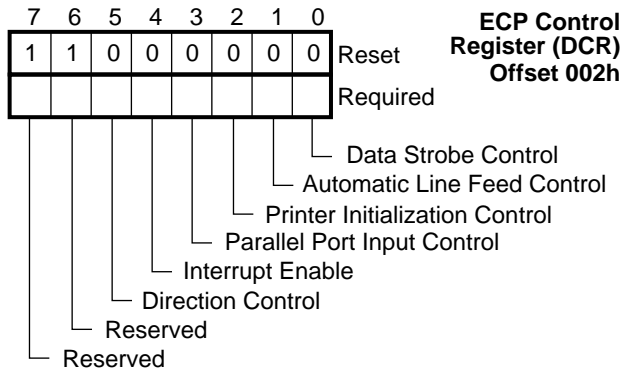 7 6 5 4 3 2 1 0
ECP Control
Register (DCR)
Offset 002h
1 1 0 0 0 0 0 0 Reset
Required
Data Strobe Control
Automatic Line Feed Control
Printer Initialization Control
Parallel Port Input Control
Interrupt Enable
Direction Control
Reserved
Reserved